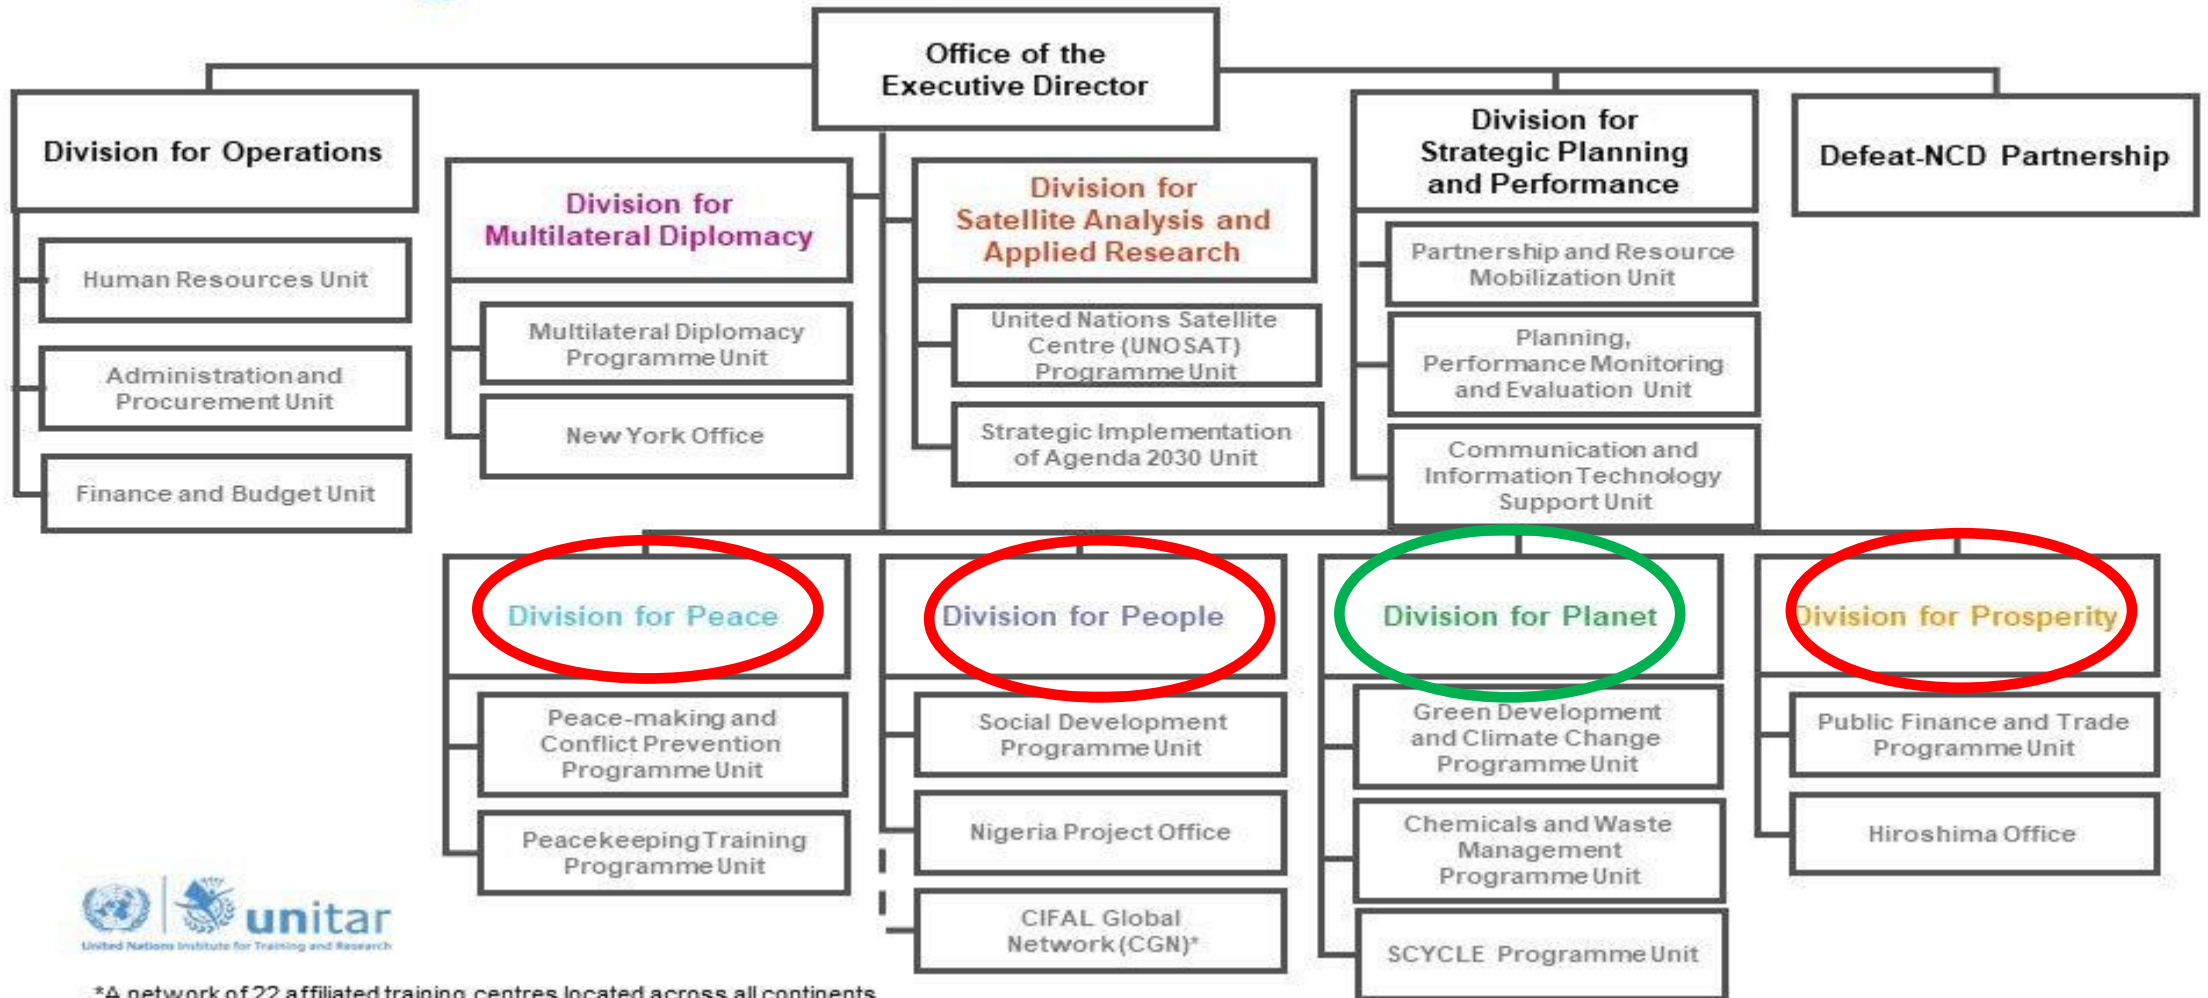 Office of the
Executive Director
Division for Operations
Human Resources Unit
Administration and
Procurement Unit
Finance and Budget Unit
Division for
Multilateral Diplomacy
Multilateral Diplomacy
Programme Unit
New York Office
Division for
Satellite Analysis and
Applied Research
United Nations Satellite
Centre (UNOSAT)
Programme Unit
Strategic Implementation
of Agenda 2030 Unit
Division for
Strategic Planning
and Performance
Partnership and Resource
Mobilization Unit
Planning,
Performance Monitoring
and Evaluation Unit
Communication and
Information Technology
Support Unit
Defeat-NCD Partnership
Division for Peace
Peace-making and
Conflict Prevention
Programme Unit
Peacekeeping Training
Programme Unit
Division for People
Social Development
Programme Unit
Nigeria Project Office
CIFAL Global
Network (CGN)*
Division for Planet
Green Development
and Climate Change
Programme Unit
Chemicals and Waste
Management
Programme Unit
SCYCLE Programme Unit
Division for Prosperity
Public Finance and Trade
Programme Unit
Hiroshima Office
unitar
United Nations Institute for Training and Research
*A network of 22 affiliated training centres located across all continents